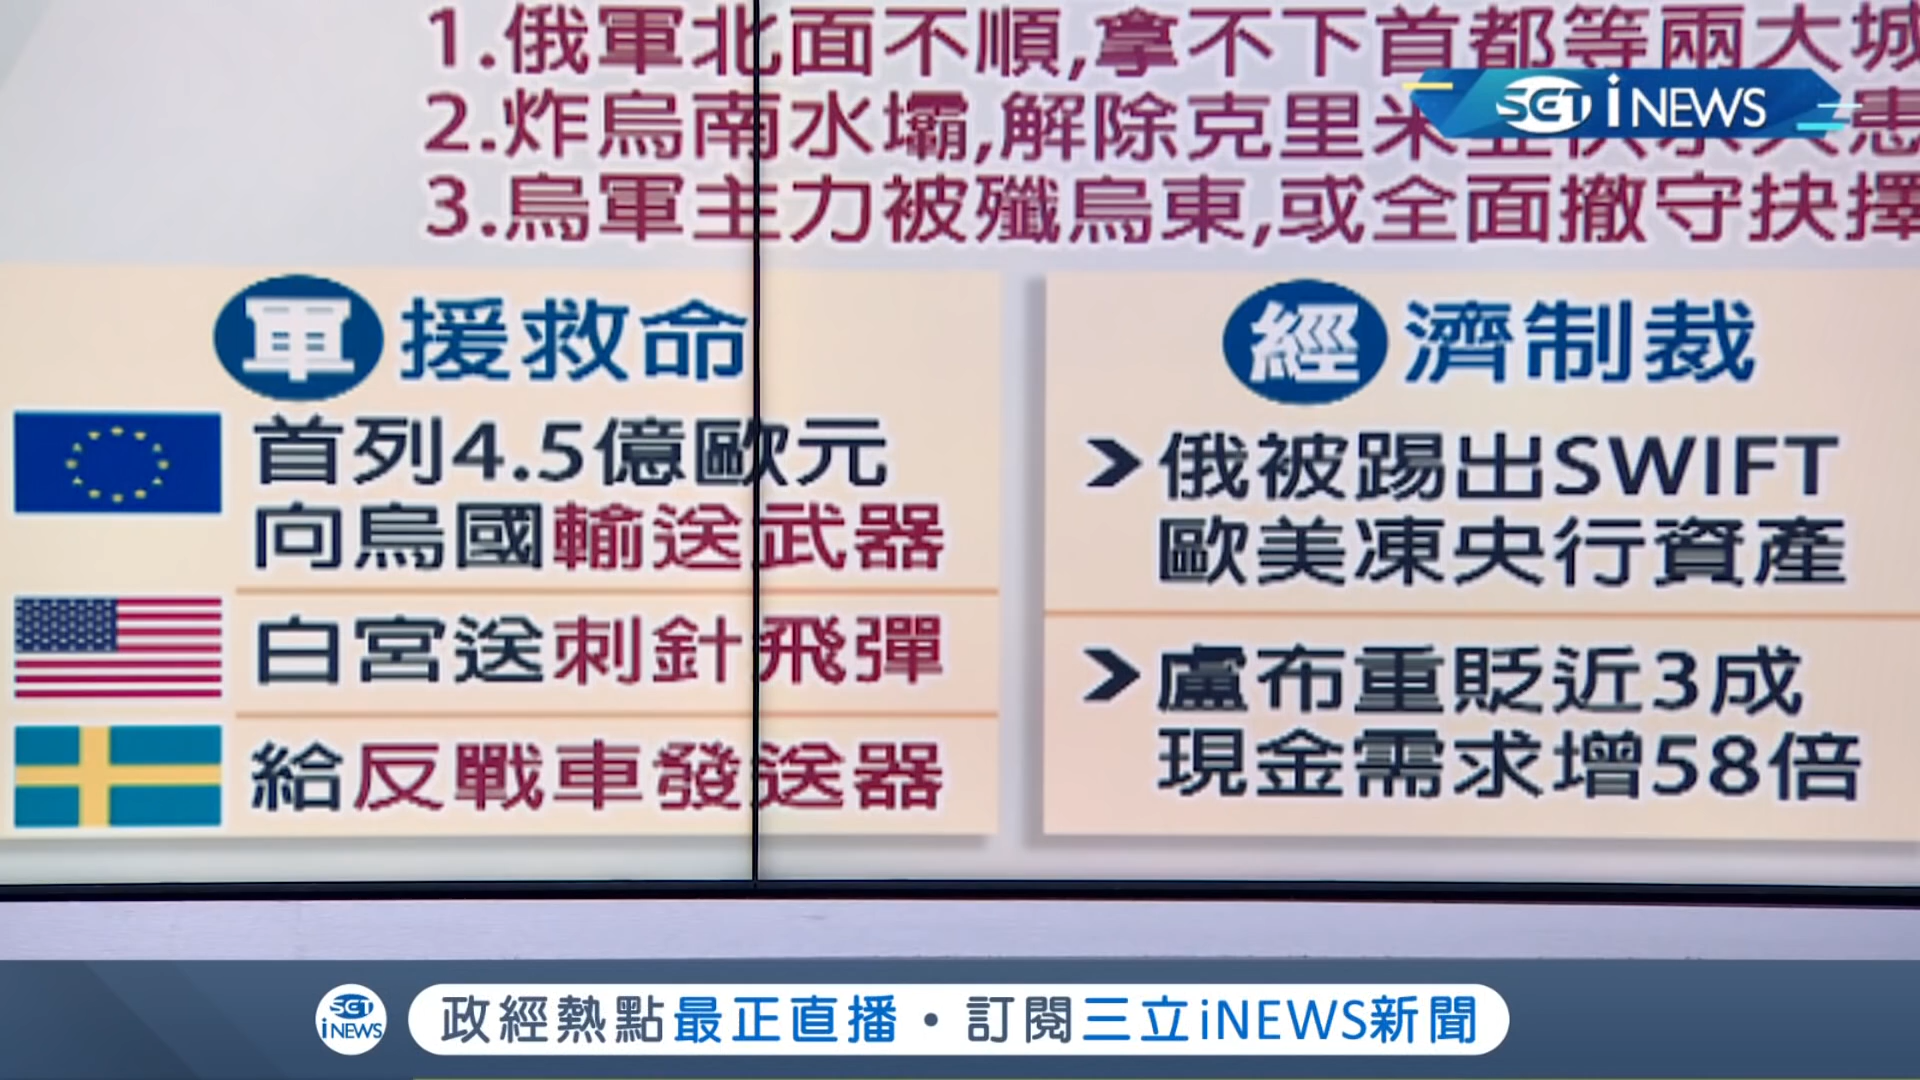 1.俄軍北面不順,拿不下首都等兩大城
2.炸烏南水壩,解除克里米
3.烏軍主力被殲烏東,或全面撤守抉擇
SET iNEWS
軍援救命
首列4.5億歐元
向烏國輸送武器
白宮送刺針飛彈
給反戰車發送器
經濟制裁
俄被踢出SWIFT
歐美凍央行資產
盧布重貶近3成
現金需求增58倍
SET iNEWS
政經熱點最正直播・訂閱三立iNEWS新聞